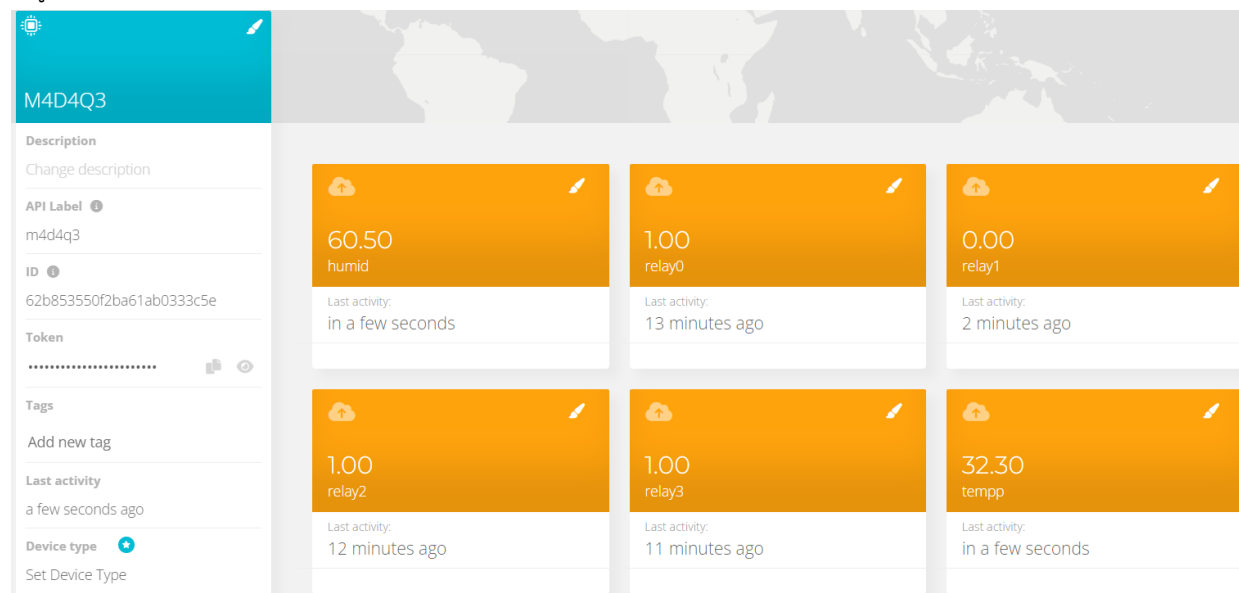 M4D4Q3
Description
Change description
API Label
m4d4q3
ID
62b853550f2ba61ab0333c5e
Token
••••••••••••••••••••••••
Tags
Add new tag
Last activity
a few seconds ago
Device type
Set Device Type
60.50
humid
Last activity:
in a few seconds
1.00
relay0
Last activity:
13 minutes ago
0.00
relay1
Last activity:
2 minutes ago
1.00
relay2
Last activity:
12 minutes ago
1.00
relay3
Last activity:
11 minutes ago
32.30
tempp
Last activity:
in a few seconds